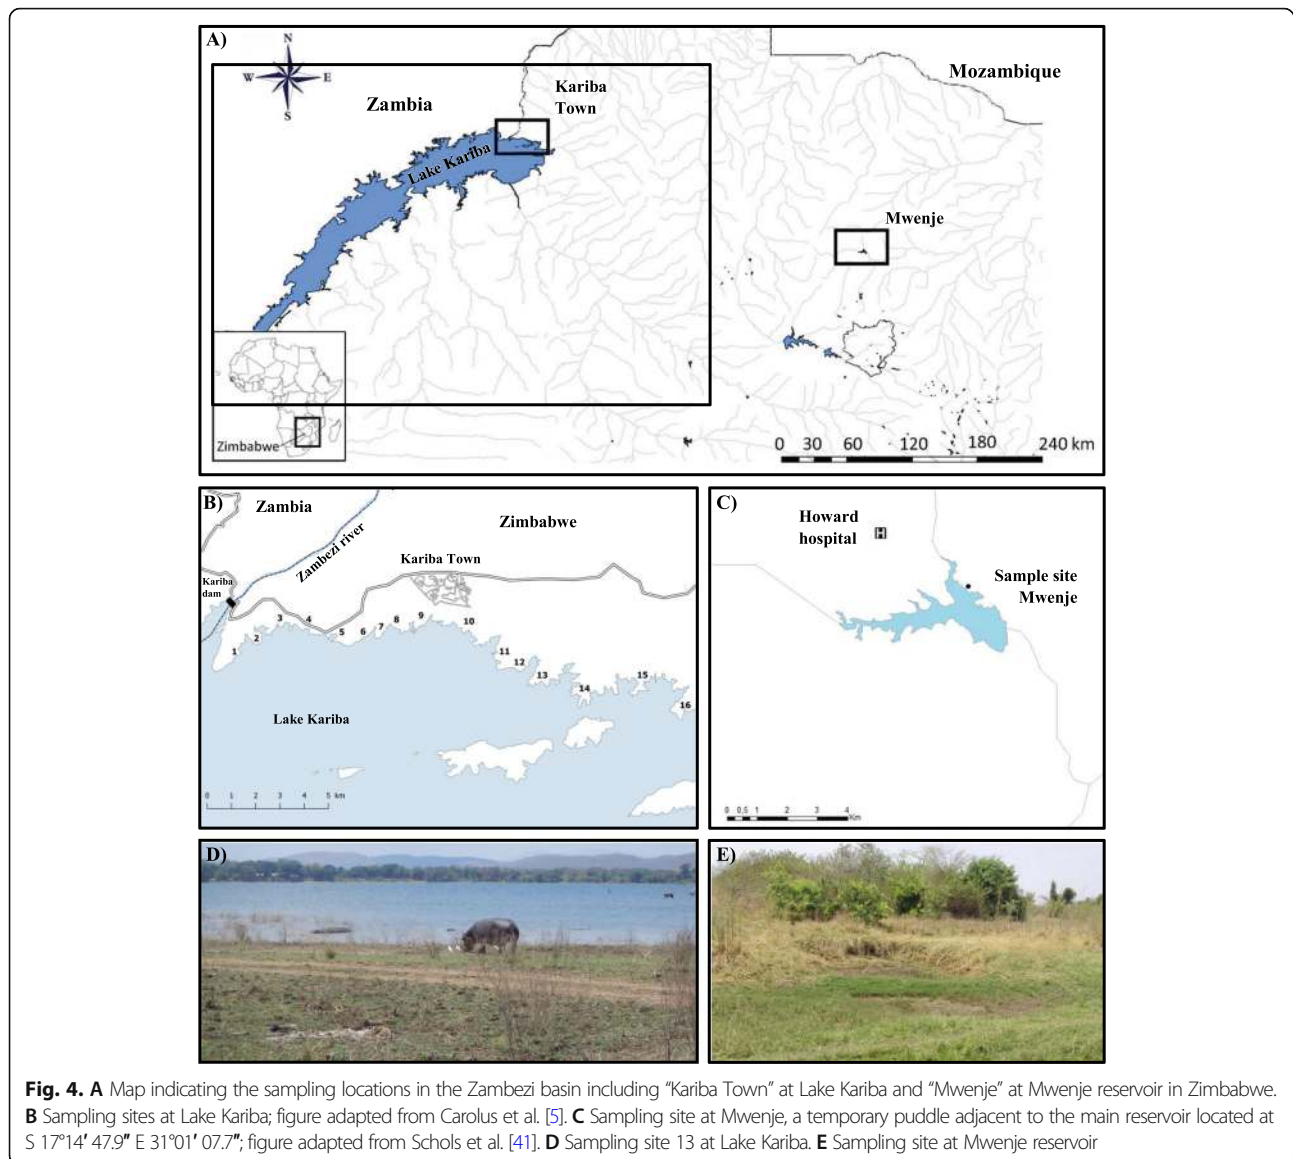 A)
N
W
E
S
Zambia
Kariba
Town
Mozambique
Lake Kariba
Mwenje
Zimbabwe
0 30 60 120 180 240 km
B)
Zambia
Zambezi river
Zimbabwe
Kariba Town
Kariba
dam
1
2
3
4
5
6
7
8
9
10
11
12
13
14
15
16
Lake Kariba
0 1 2 3 4 5 km
C)
Howard
hospital
H
Sample site
Mwenje
0 0,5 1 2 3 4
Km
D)
E)
Fig. 4. A Map indicating the sampling locations in the Zambezi basin including “Kariba Town” at Lake Kariba and “Mwenje” at Mwenje reservoir in Zimbabwe.
B Sampling sites at Lake Kariba; figure adapted from Carolus et al. [5]. C Sampling site at Mwenje, a temporary puddle adjacent to the main reservoir located at
S 17°14′ 47.9″ E 31°01′ 07.7″; figure adapted from Schols et al. [41]. D Sampling site 13 at Lake Kariba. E Sampling site at Mwenje reservoir